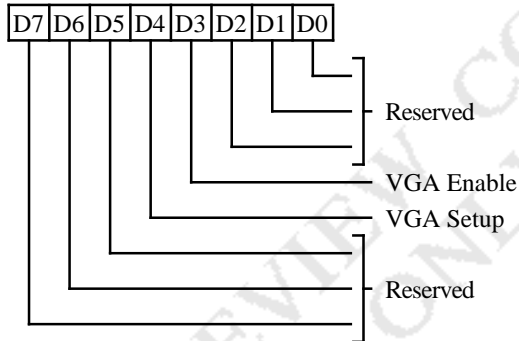 D7 D6 D5 D4 D3 D2 D1 D0
Reserved
VGA Enable
VGA Setup
Reserved